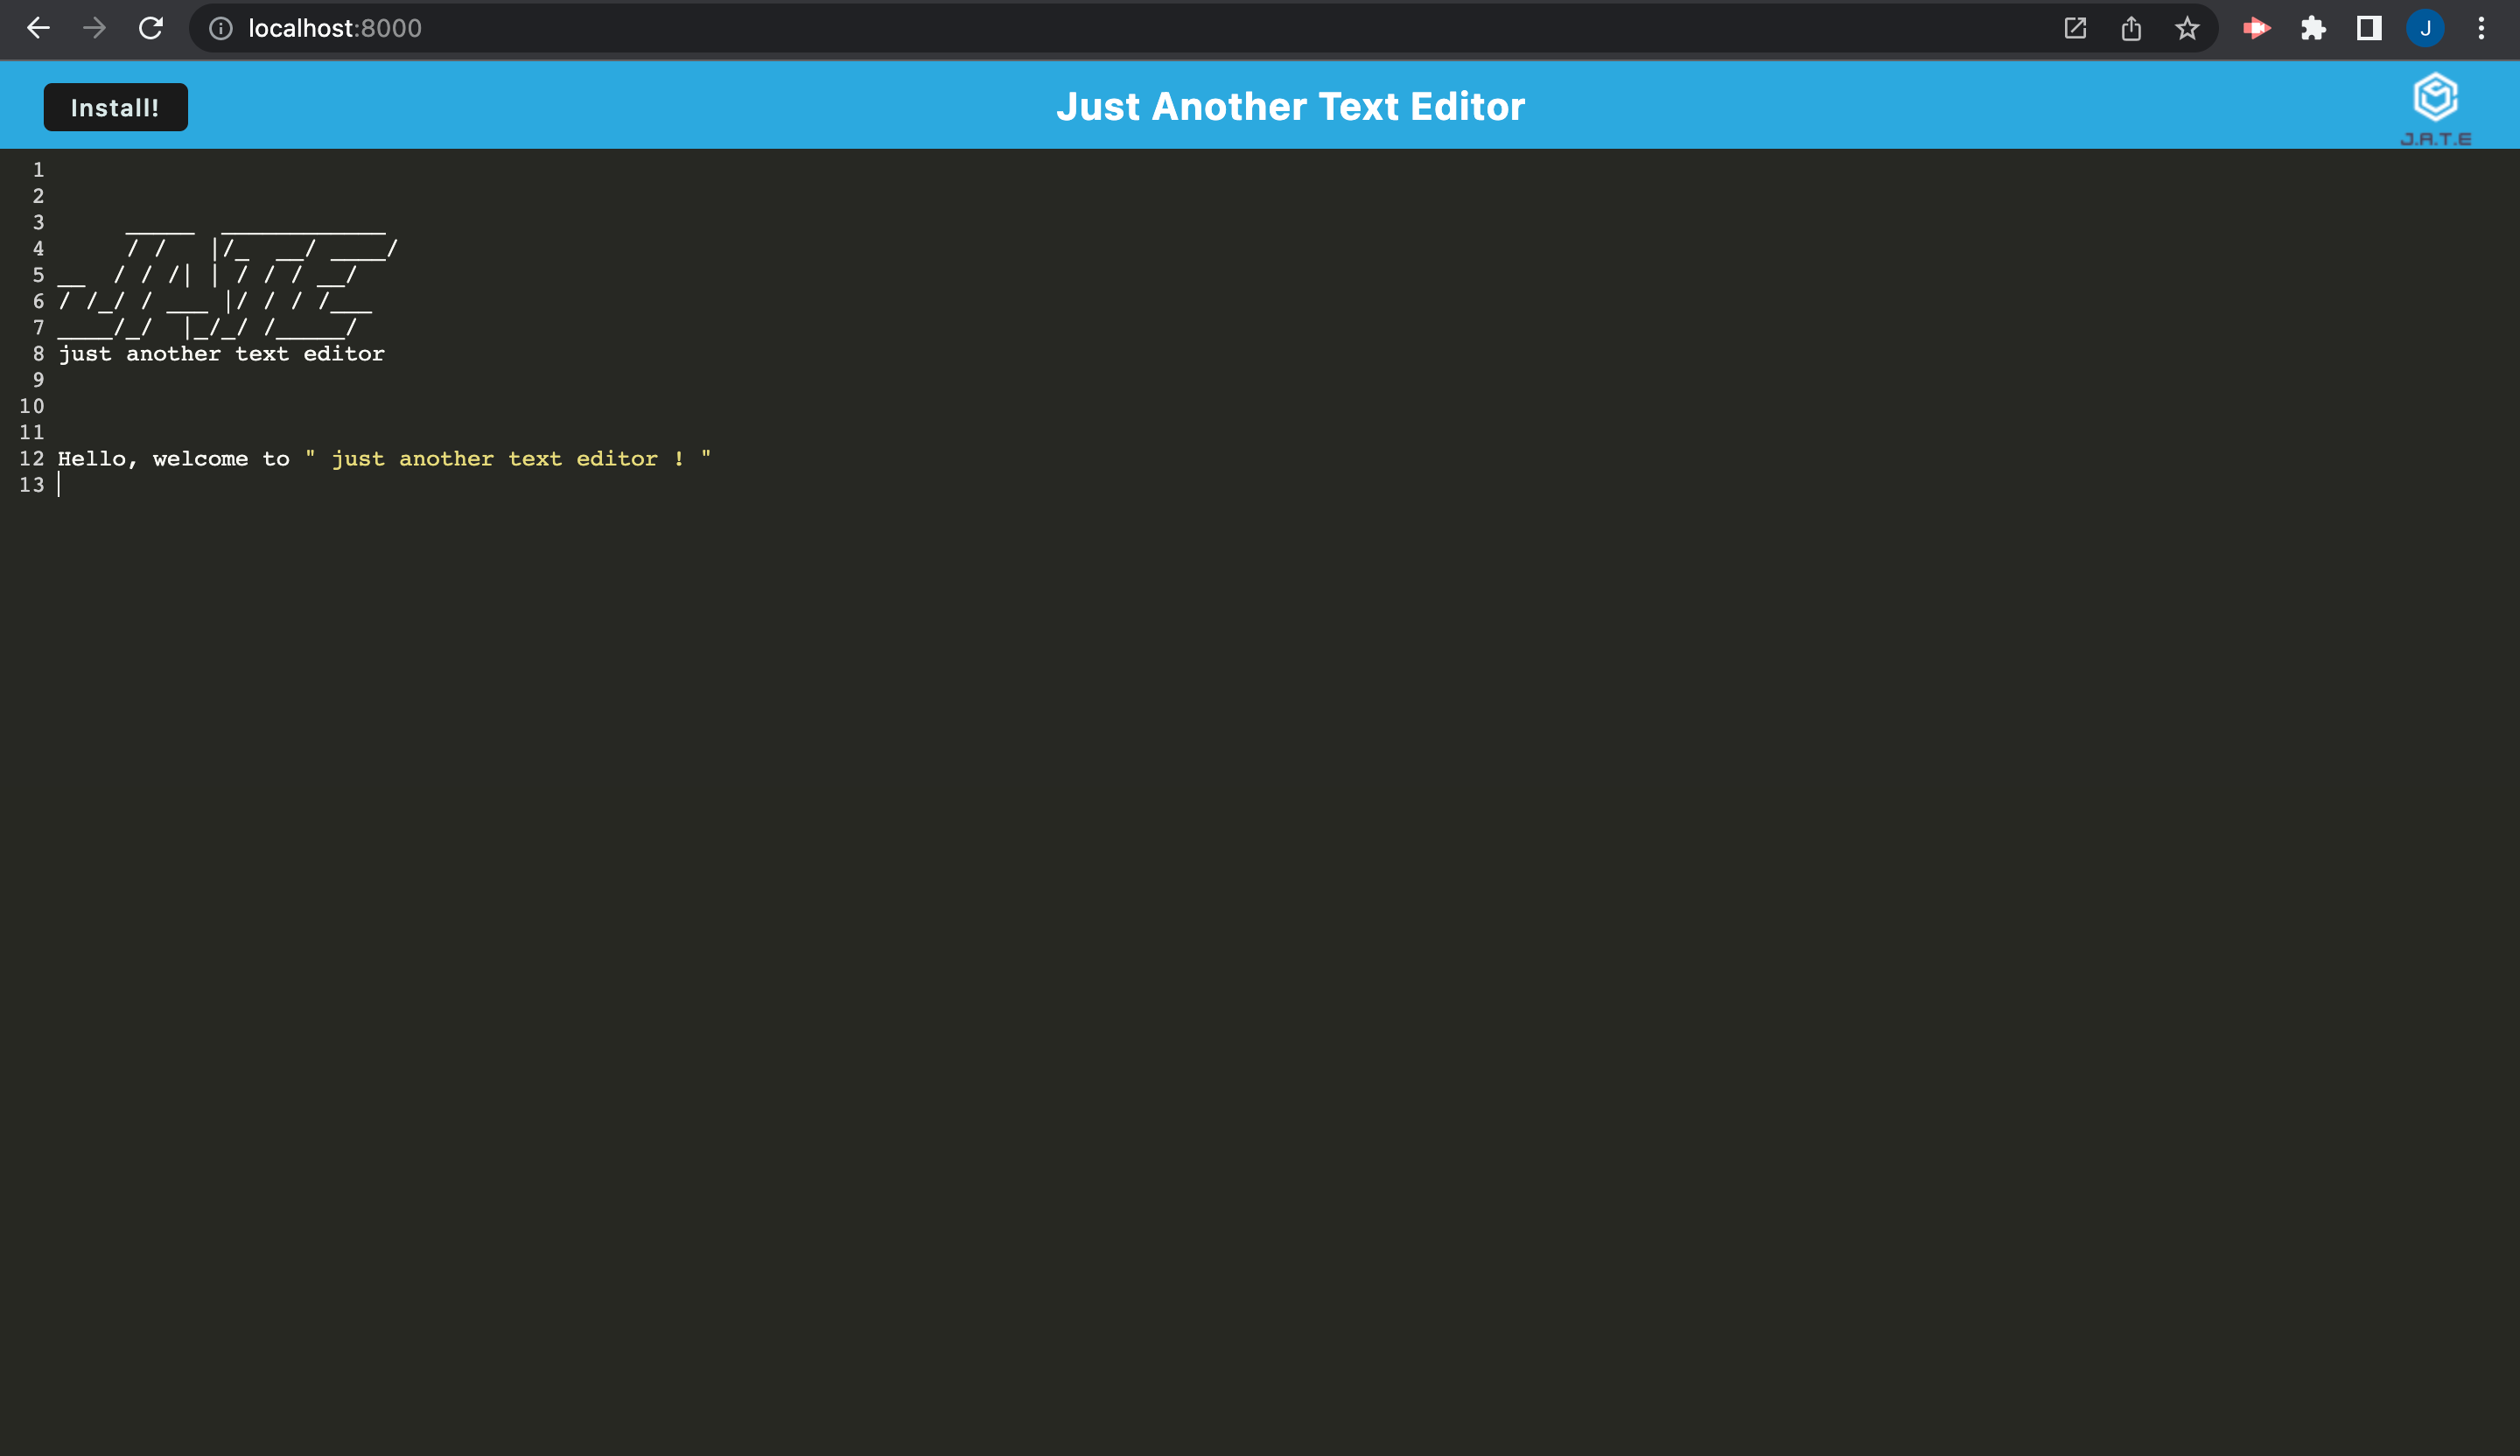 localhost:8000
J
Install!
Just Another Text Editor
J.A.T.E
1
2
3      _____  ____________
4      / /    |/_  __/ ____/
5 __  / / /| | / / / __/
6 / /_/ / ___ |/ / / /___
7 ____/_/  |_/_/ /_____/
8 just another text editor
9
10
11
12 Hello, welcome to " just another text editor ! "
13